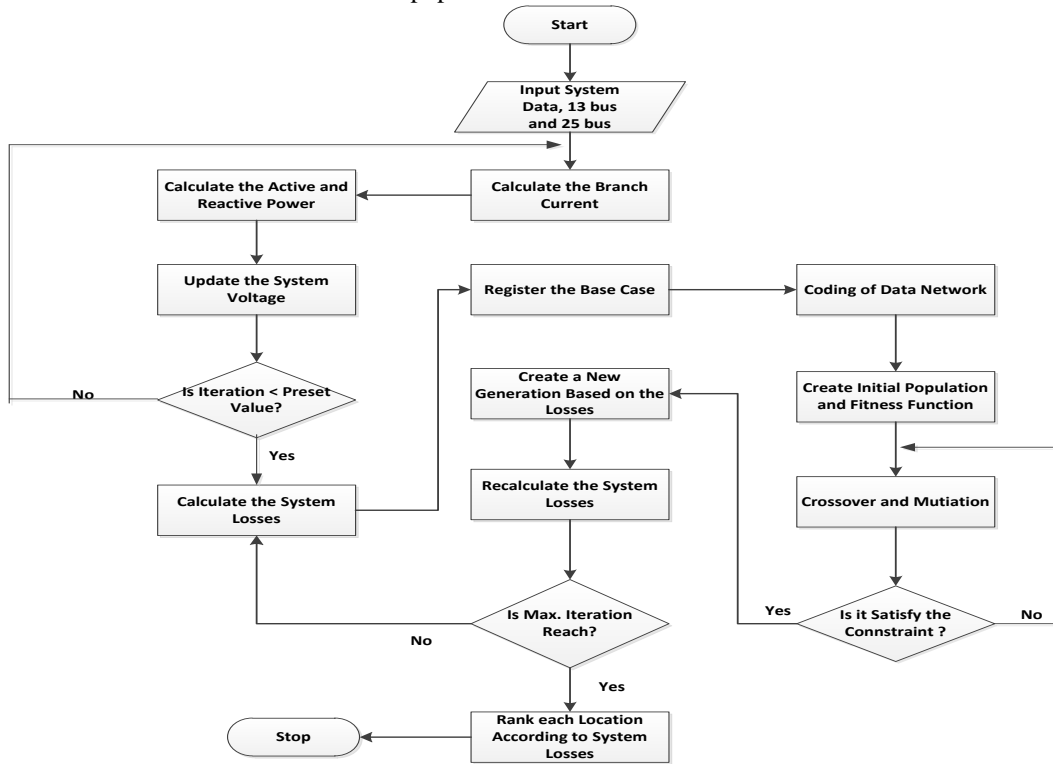 Start
Input System
Data, 13 bus
and 25 bus
Calculate the Branch
Current
Calculate the Active and
Reactive Power
Update the System
Voltage
Is Iteration < Preset
Value?
No
Yes
Calculate the System
Losses
Register the Base Case
Coding of Data Network
Create Initial Population
and Fitness Function
Crossover and Mutiation
Is it Satisfy the
Connstraint ?
No
Yes
Create a New
Generation Based on the
Losses
Recalculate the System
Losses
Is Max. Iteration
Reach?
No
Yes
Rank each Location
According to System
Losses
Stop